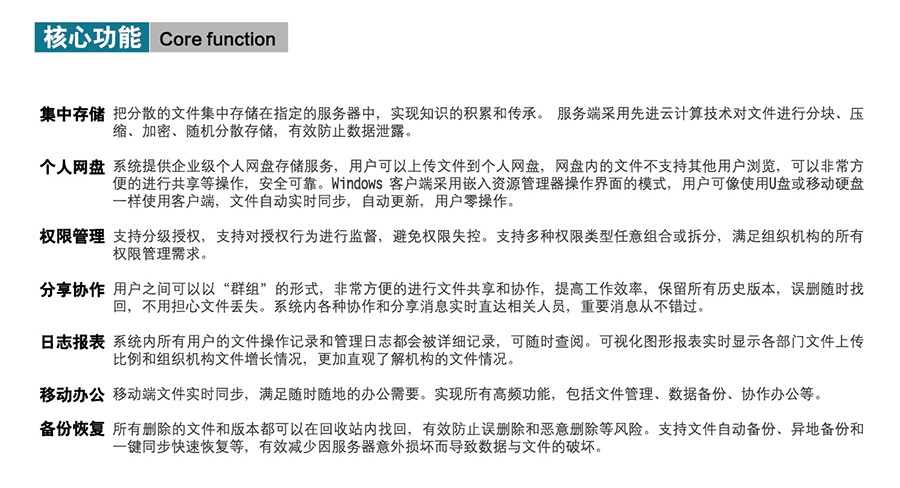 核心功能 Core function
集中存储 把分散的文件集中存储在指定的服务器中，实现知识的积累和传承。 服务端采用先进云计算技术对文件进行分块、压
缩、加密、随机分散存储，有效防止数据泄露。
个人网盘 系统提供企业级个人网盘存储服务，用户可以上传文件到个人网盘，网盘内的文件不支持其他用户浏览，可以非常方
便的进行共享等操作，安全可靠。Windows 客户端采用嵌入资源管理器操作界面的模式，用户可像使用U盘或移动硬盘
一样使用客户端，文件自动实时同步，自动更新，用户零操作。
权限管理 支持分级授权，支持对授权行为进行监督，避免权限失控。支持多种权限类型任意组合或拆分，满足组织机构的所有
权限管理需求。
分享协作 用户之间可以以“群组”的形式，非常方便的进行文件共享和协作，提高工作效率，保留所有历史版本，误删随时找
回，不用担心文件丢失。系统内各种协作和分享消息实时直达相关人员，重要消息从不错过。
日志报表 系统内所有用户的文件操作记录和管理日志都会被详细记录，可随时查阅。可视化图形报表实时显示各部门文件上传
比例和组织机构文件增长情况，更加直观了解机构的文件情况。
移动办公 移动端文件实时同步，满足随时随地的办公需要。实现所有高频功能，包括文件管理、数据备份、协作办公等。
备份恢复 所有删除的文件和版本都可以在回收站内找回，有效防止误删除和恶意删除等风险。支持文件自动备份、异地备份和
一键同步快速恢复等，有效减少因服务器意外损坏而导致数据与文件的破坏。